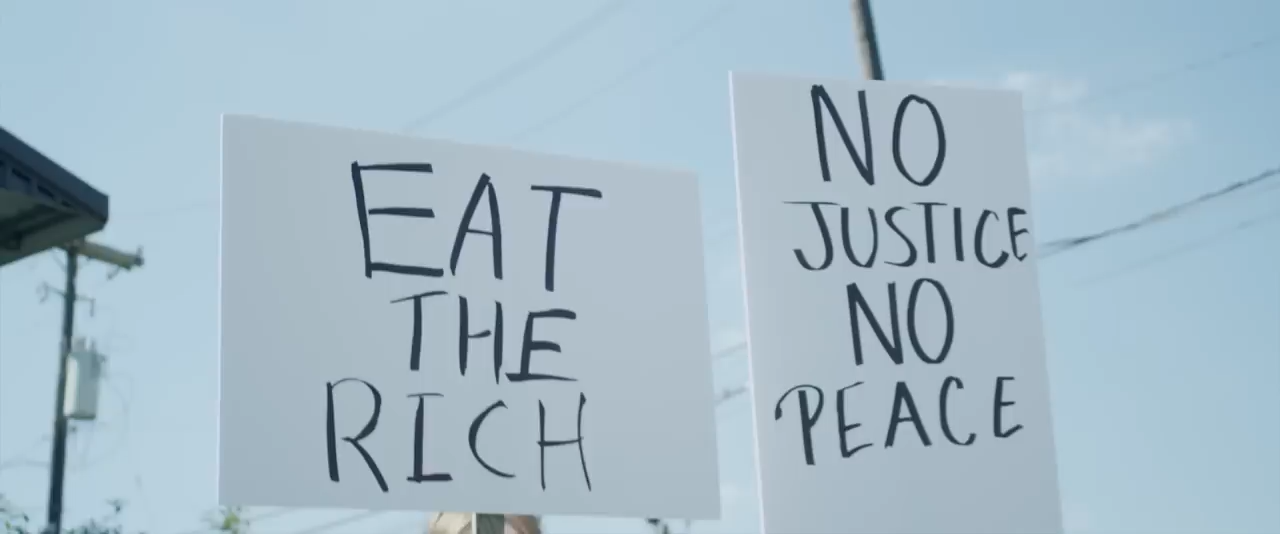 EAT
THE
RICH
NO
JUSTICE
NO
PEACE